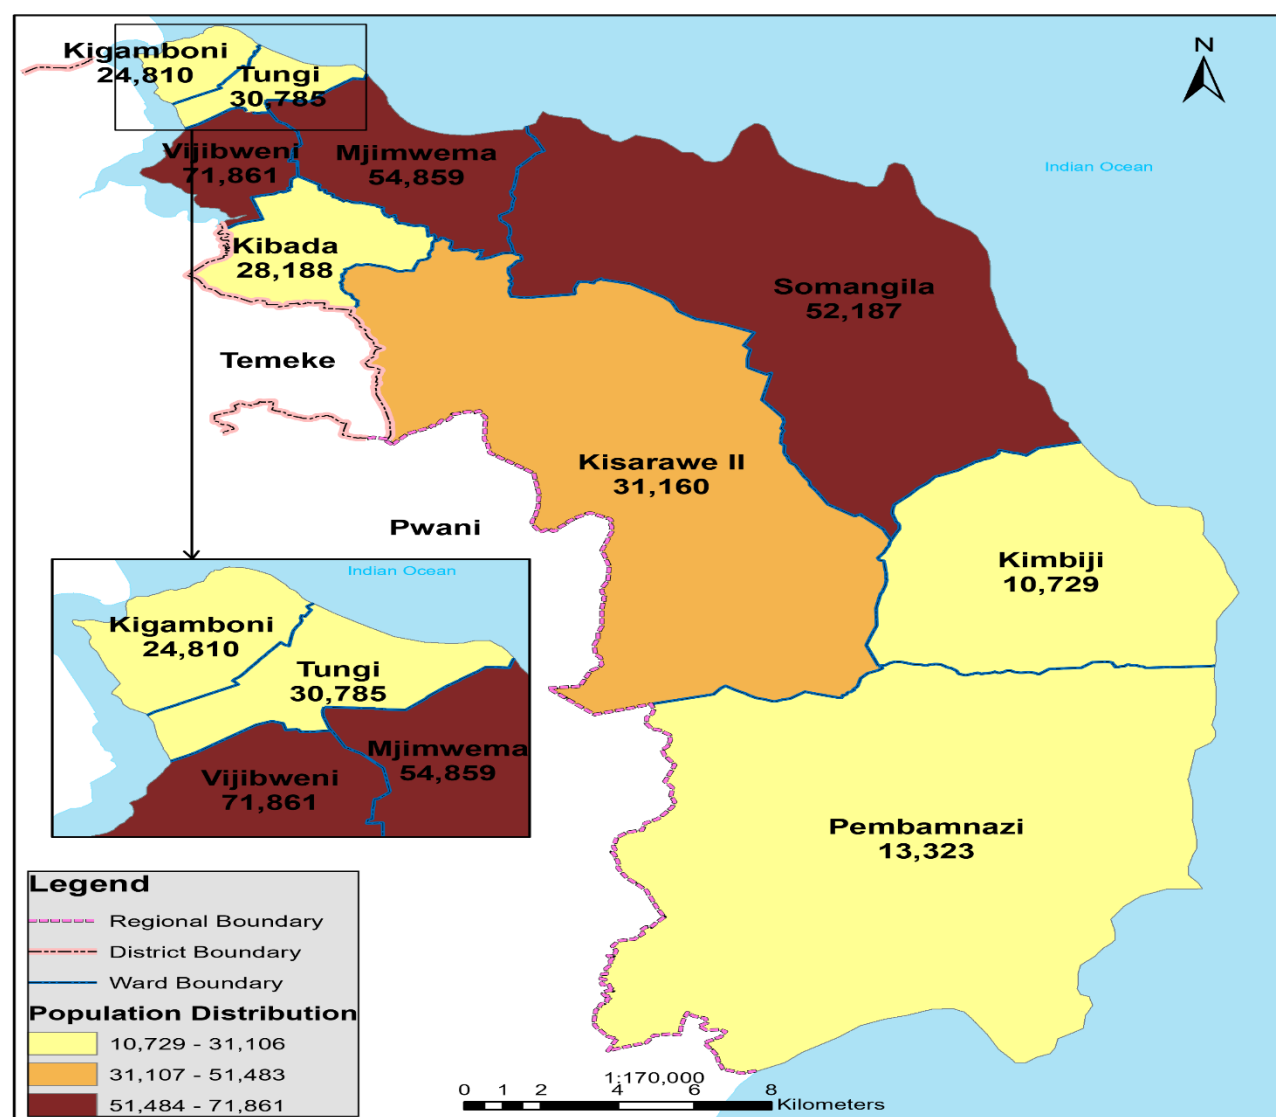 Kigamboni
24,810
Tungi
30,785
N
Vijibweni
71,861
Mjimwema
54,859
Indian Ocean
Kibada
28,188
Somangila
52,187
Temeke
Kisarawe II
31,160
Pwani
Kimbiji
10,729
Indian Ocean
Kigamboni
24,810
Tungi
30,785
Mjimwema
54,859
Vijibweni
71,861
Pembamnazi
13,323
Legend
Regional Boundary
District Boundary
Ward Boundary
Population Distribution
10,729 - 31,106
31,107 - 51,483
51,484 - 71,861
1:170,000
0 1 2 4 6 8
Kilometers